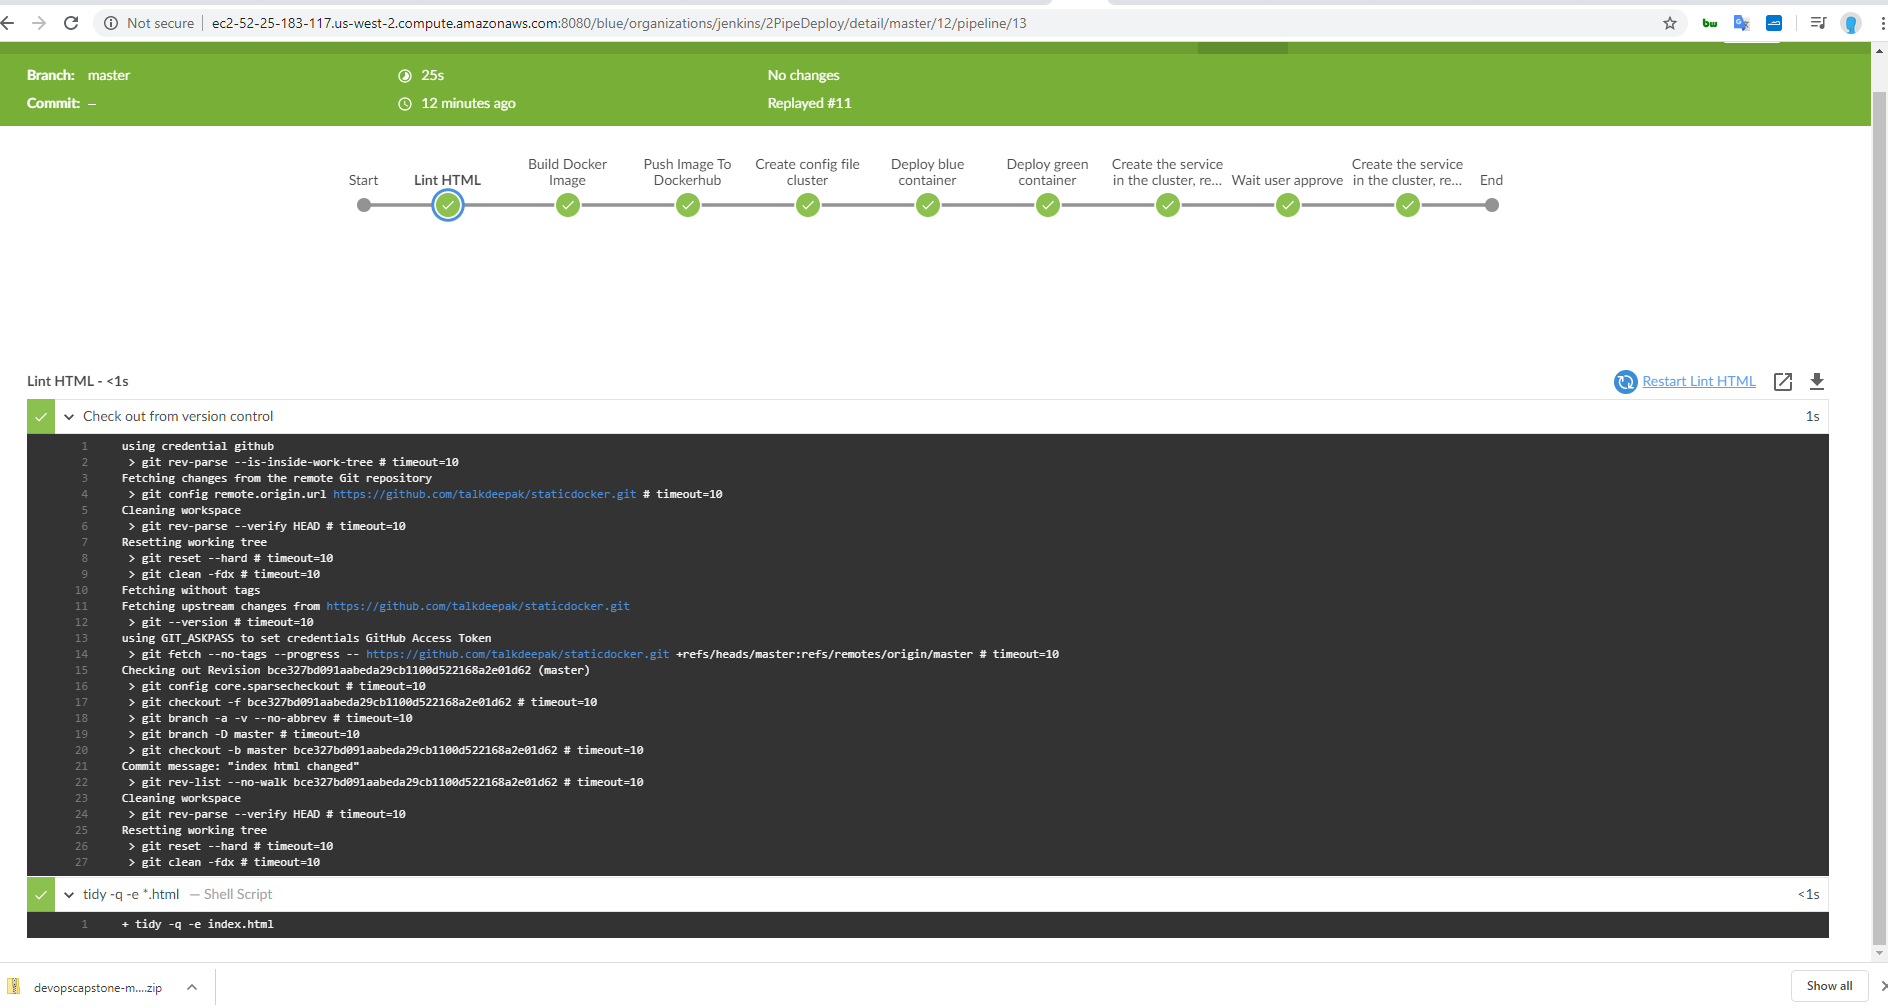 Not secure | ec2-52-25-183-117.us-west-2.compute.amazonaws.com:8080/blue/organizations/jenkins/2PipeDeploy/detail/master/12/pipeline/13
bw
Branch: master 25s No changes
Commit: – 12 minutes ago Replayed #11
Start
Lint HTML
Build Docker
Image
Push Image To
Dockerhub
Create config file
cluster
Deploy blue
container
Deploy green
container
Create the service
in the cluster, re...
Wait user approve
Create the service
in the cluster, re...
End
Lint HTML - <1s Restart Lint HTML
Check out from version control 1s
1 using credential github
2 > git rev-parse --is-inside-work-tree # timeout=10
3 Fetching changes from the remote Git repository
4 > git config remote.origin.url https://github.com/talkdeepak/staticdocker.git # timeout=10
5 Cleaning workspace
6 > git rev-parse --verify HEAD # timeout=10
7 Resetting working tree
8 > git reset --hard # timeout=10
9 > git clean -fdx # timeout=10
10 Fetching without tags
11 Fetching upstream changes from https://github.com/talkdeepak/staticdocker.git
12 > git --version # timeout=10
13 using GIT_ASKPASS to set credentials GitHub Access Token
14 > git fetch --no-tags --progress -- https://github.com/talkdeepak/staticdocker.git +refs/heads/master:refs/remotes/origin/master # timeout=10
15 Checking out Revision bce327bd091aabeda29cb1100d522168a2e01d62 (master)
16 > git config core.sparsecheckout # timeout=10
17 > git checkout -f bce327bd091aabeda29cb1100d522168a2e01d62 # timeout=10
18 > git branch -a -v --no-abbrev # timeout=10
19 > git branch -D master # timeout=10
20 > git checkout -b master bce327bd091aabeda29cb1100d522168a2e01d62 # timeout=10
21 Commit message: "index html changed"
22 > git rev-list --no-walk bce327bd091aabeda29cb1100d522168a2e01d62 # timeout=10
23 Cleaning workspace
24 > git rev-parse --verify HEAD # timeout=10
25 Resetting working tree
26 > git reset --hard # timeout=10
27 > git clean -fdx # timeout=10
tidy -q -e *.html — Shell Script <1s
1 + tidy -q -e index.html
devopscapstone-m....zip Show all